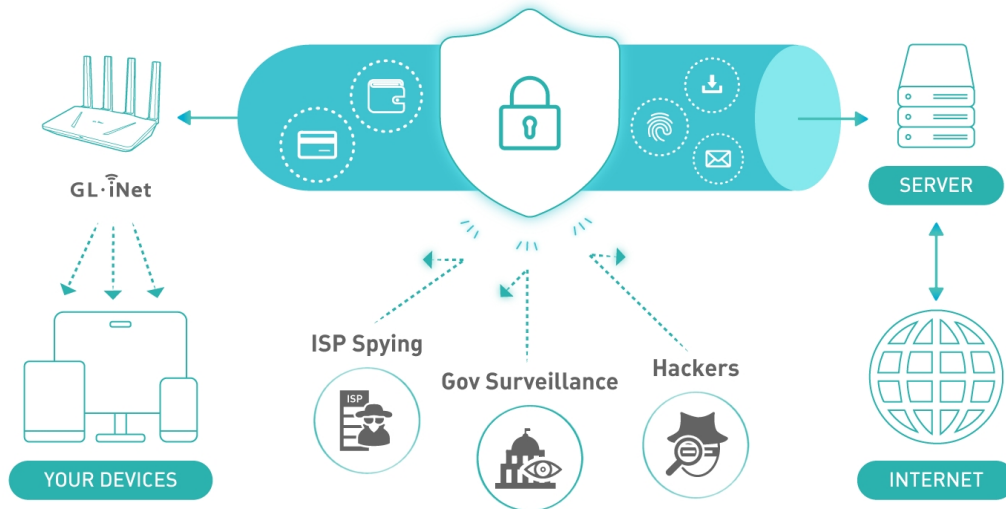 GL·iNet
SERVER
ISP Spying
Gov Surveillance
Hackers
ISP
YOUR DEVICES
INTERNET